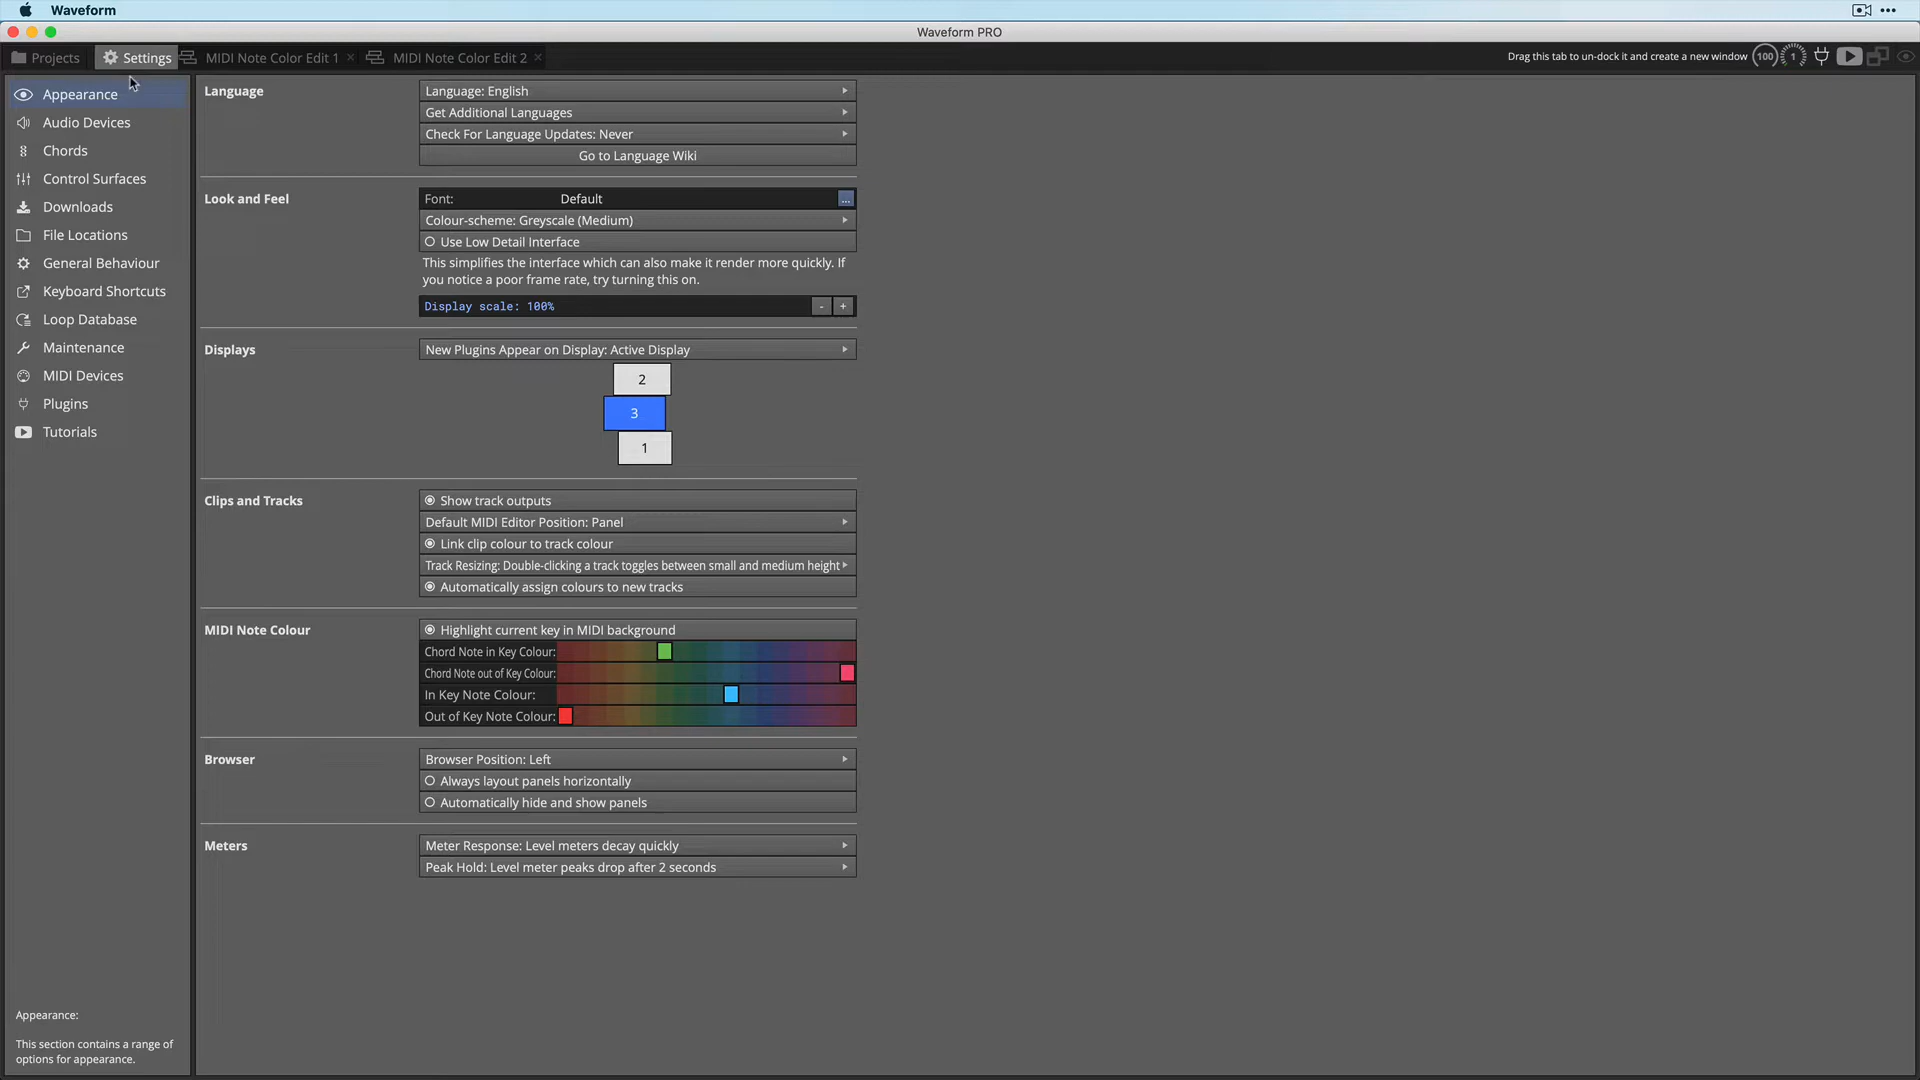 Waveform
Waveform PRO
Projects
Settings
MIDI Note Color Edit 1
MIDI Note Color Edit 2
Drag this tab to un-dock it and create a new window
100
1
Appearance
Audio Devices
Chords
Control Surfaces
Downloads
File Locations
General Behaviour
Keyboard Shortcuts
Loop Database
Maintenance
MIDI Devices
Plugins
Tutorials
Language
Language: English
Get Additional Languages
Check For Language Updates: Never
Go to Language Wiki
Look and Feel
Font: Default ...
Colour-scheme: Greyscale (Medium)
Use Low Detail Interface
This simplifies the interface which can also make it render more quickly. If
you notice a poor frame rate, try turning this on.
Display scale: 100% - +
Displays
New Plugins Appear on Display: Active Display
2
3
1
Clips and Tracks
Show track outputs
Default MIDI Editor Position: Panel
Link clip colour to track colour
Track Resizing: Double-clicking a track toggles between small and medium height
Automatically assign colours to new tracks
MIDI Note Colour
Highlight current key in MIDI background
Chord Note in Key Colour:
Chord Note out of Key Colour:
In Key Note Colour:
Out of Key Note Colour:
Browser
Browser Position: Left
Always layout panels horizontally
Automatically hide and show panels
Meters
Meter Response: Level meters decay quickly
Peak Hold: Level meter peaks drop after 2 seconds
Appearance:
This section contains a range of
options for appearance.